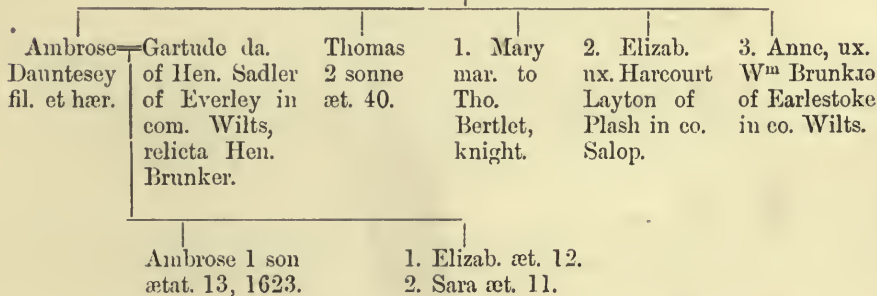 Ambrose
Dauntesey
fil. et hær.
Gartude da.
of Hen. Sadler
of Everley in
com. Wilts,
relicta Hen.
Brunker.
Thomas
2 sonne
æt. 40.
1. Mary
mar. to
Tho.
Bertlet,
knight.
2. Elizab.
ux. Harcourt
Layton of
Plash in co.
Salop.
3. Anne, ux.
Wᵐ
of Earlestoke
in co. Wilts.
Ambrose 1 son
ætat. 13, 1623.
1. Elizab. æt. 12.
2. Sara æt. 11.